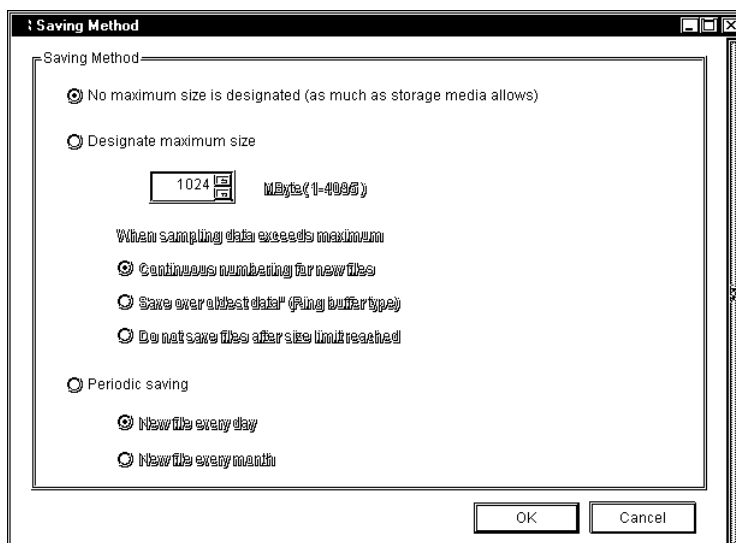 Saving Method
Saving Method
No maximum size is designated (as much as storage media allows)
Designate maximum size
1024 MByte(1-4095)
When sampling data exceeds maximum
Continuous numbering for new files
Save over oldest data" (Ring buffer type)
Do not save files after size limit reached
Periodic saving
New file every day
New file every month
OK Cancel